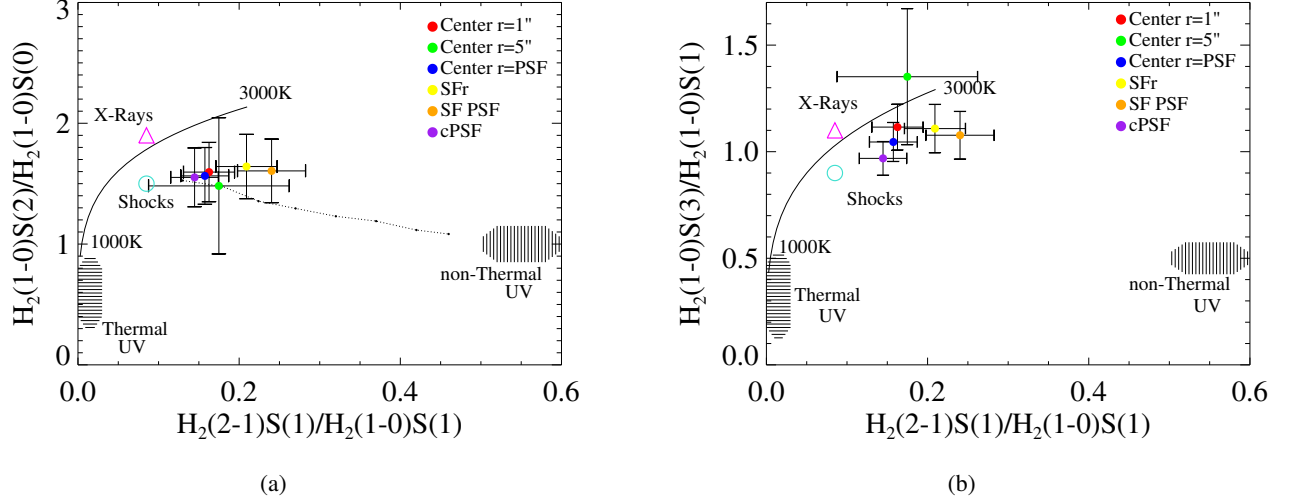 3
2
1
0
H₂(1-0)S(2)/H₂(1-0)S(0)
Center r=1"
Center r=5"
Center r=PSF
SFr
SF PSF
cPSF
3000K
X-Rays
Shocks
1000K
non-Thermal
UV
Thermal
UV
0.0 0.2 0.4 0.6
H₂(2-1)S(1)/H₂(1-0)S(1)
(a)
1.5
1.0
0.5
0.0
H₂(1-0)S(3)/H₂(1-0)S(1)
Center r=1"
Center r=5"
Center r=PSF
SFr
SF PSF
cPSF
3000K
X-Rays
Shocks
1000K
non-Thermal
UV
Thermal
UV
0.0 0.2 0.4 0.6
H₂(2-1)S(1)/H₂(1-0)S(1)
(b)